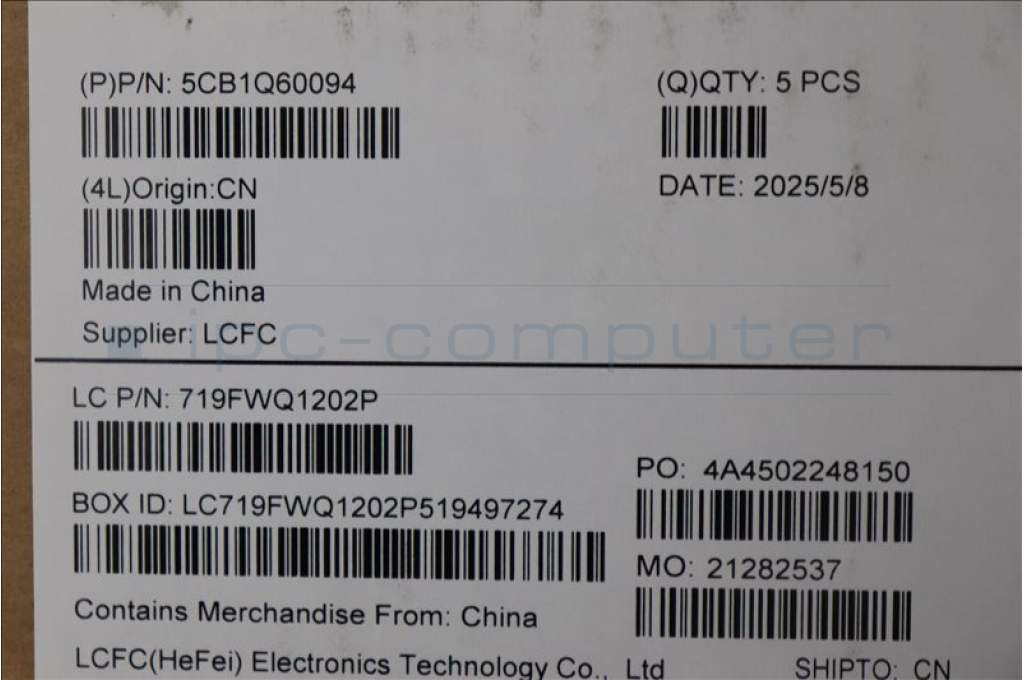 (P)P/N: 5CB1Q60094
(Q)QTY: 5 PCS
(4L)Origin:CN
DATE: 2025/5/8
Made in China
Supplier: LCFC
ipc-computer
LC P/N: 719FWQ1202P
PO: 4A4502248150
BOX ID: LC719FWQ1202P519497274
MO: 21282537
Contains Merchandise From: China
LCFC(HeFei) Electronics Technology Co., Ltd
SHIPTO: CN